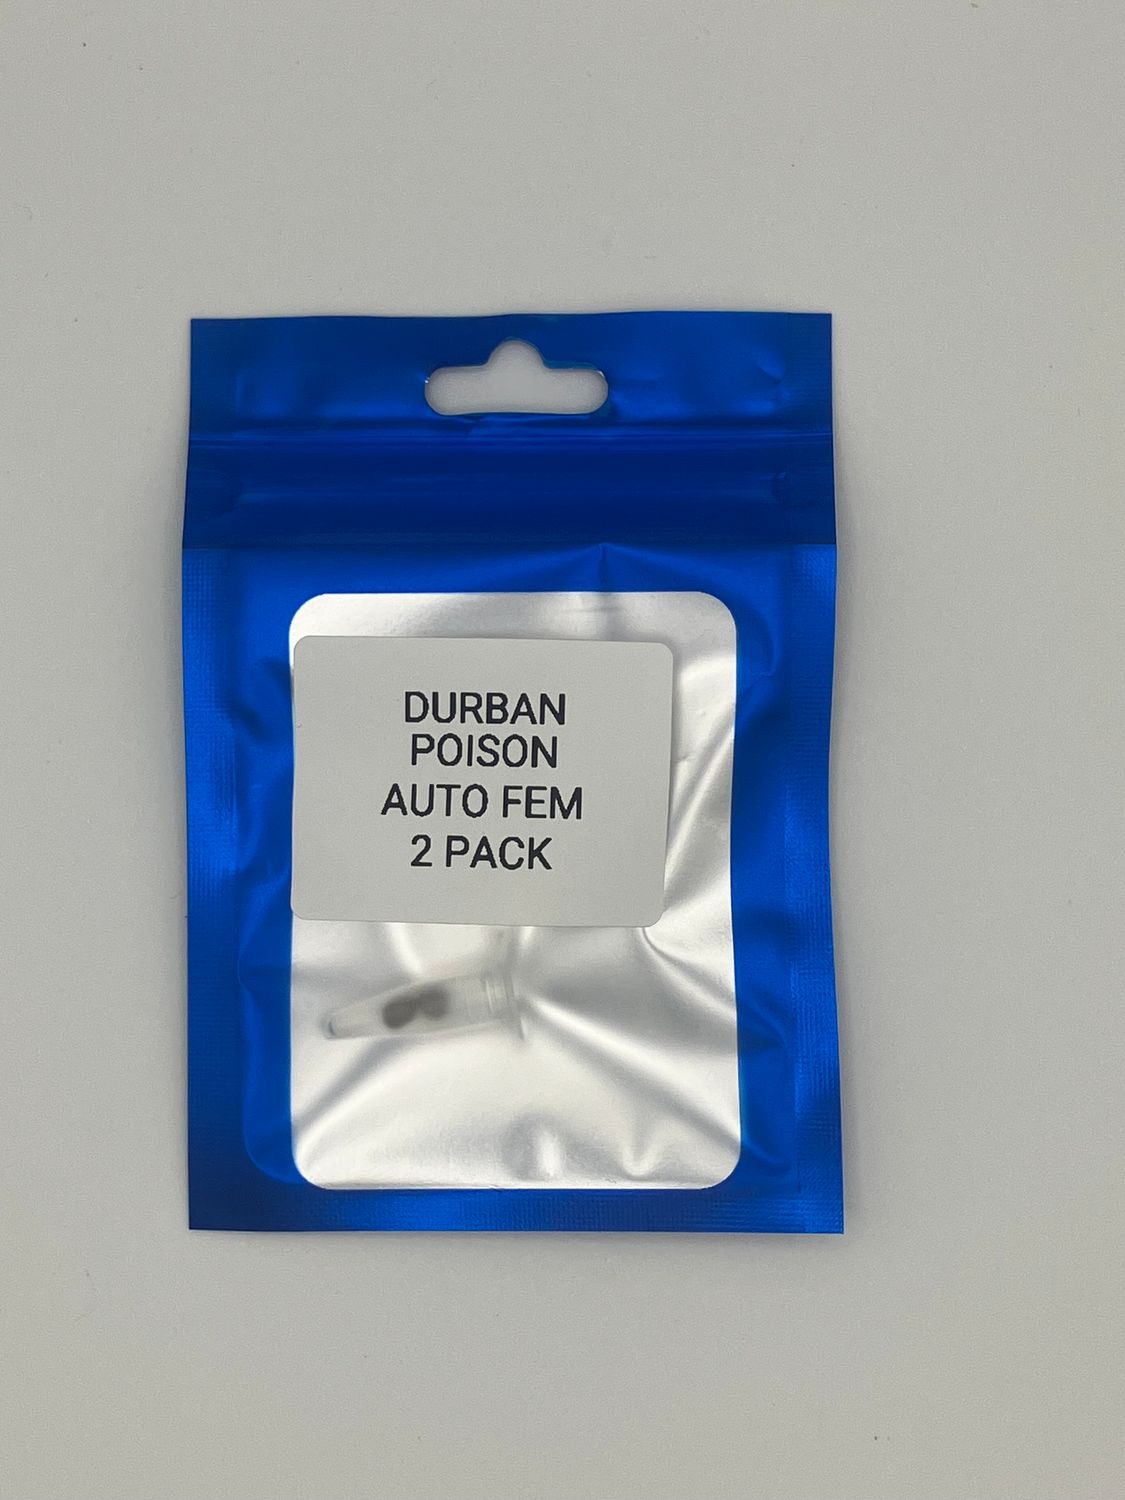 DURBAN
POISON
AUTO FEM
2 PACK